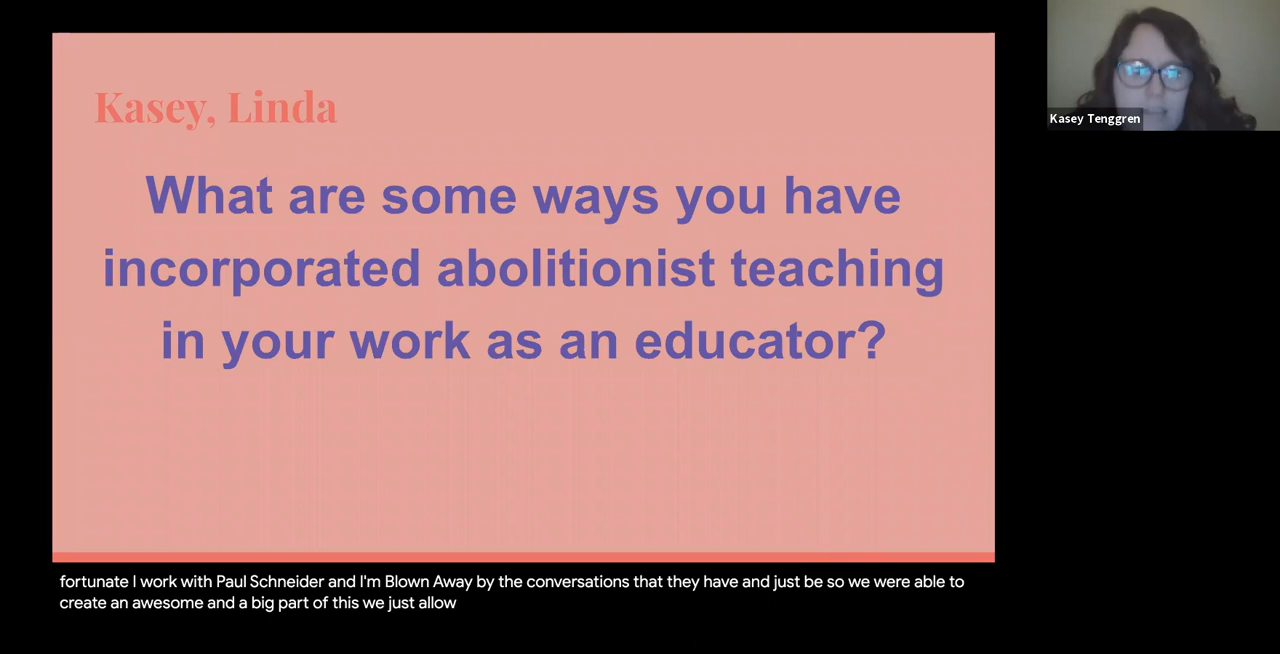 Kasey, Linda
What are some ways you have
incorporated abolitionist teaching
in your work as an educator?
Kasey Tenggren
fortunate I work with Paul Schneider and I'm Blown Away by the conversations that they have and just be so we were able to
create an awesome and a big part of this we just allow